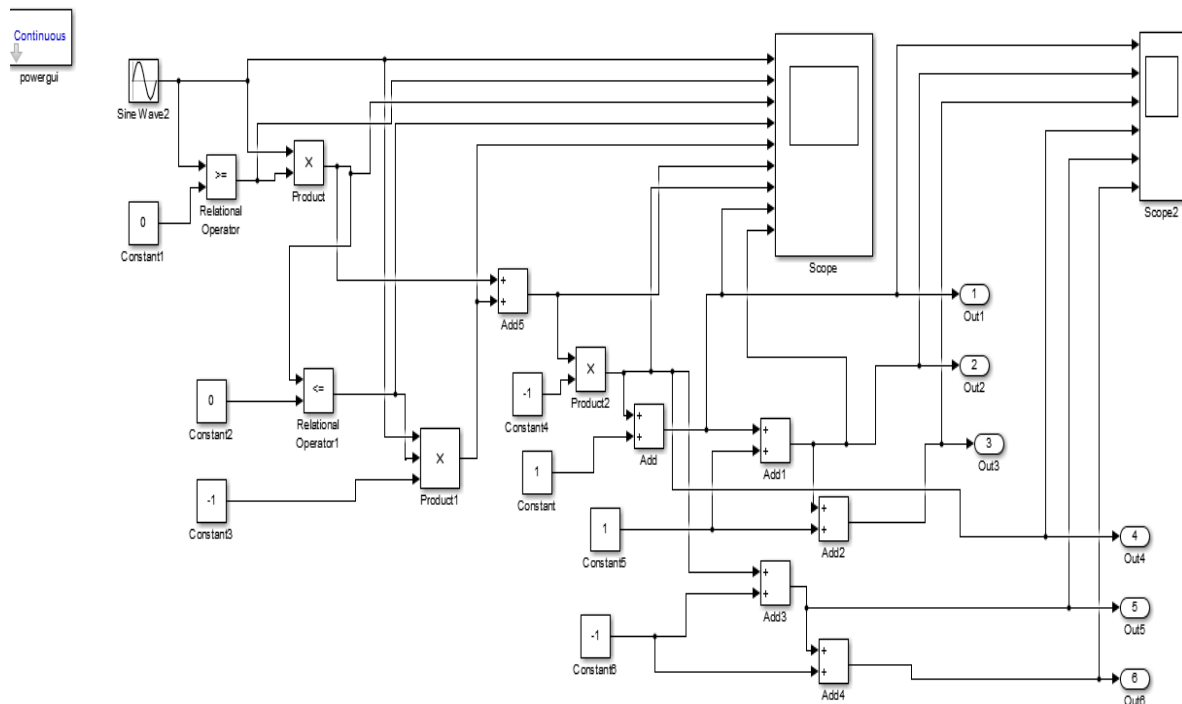 Continuous
powergui
Sine Wave2
>=
Relational
Operator
X
Product
0
Constant1
Scope
Scope2
+
+
Add5
1
Out1
X
Product2
-1
Constant4
2
Out2
0
Constant2
<=
Relational
Operator1
X
Product1
+
+
Add
+
+
Add1
3
Out3
1
Constant
-1
Constant3
1
Constant5
+
+
Add2
4
Out4
+
+
Add3
5
Out5
-1
Constant6
+
+
Add4
6
Out6